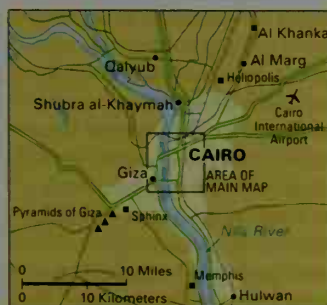 Al Khanka
Qalyub
Al Marg
Heliopolis
Shubra al-Khaymah
Cairo
International
Airport
CAIRO
Giza
AREA OF
MAIN MAP
Pyramids of Giza
Sphinx
Nile River
0 10 Miles
Memphis
0 10 Kilometers
Hulwan